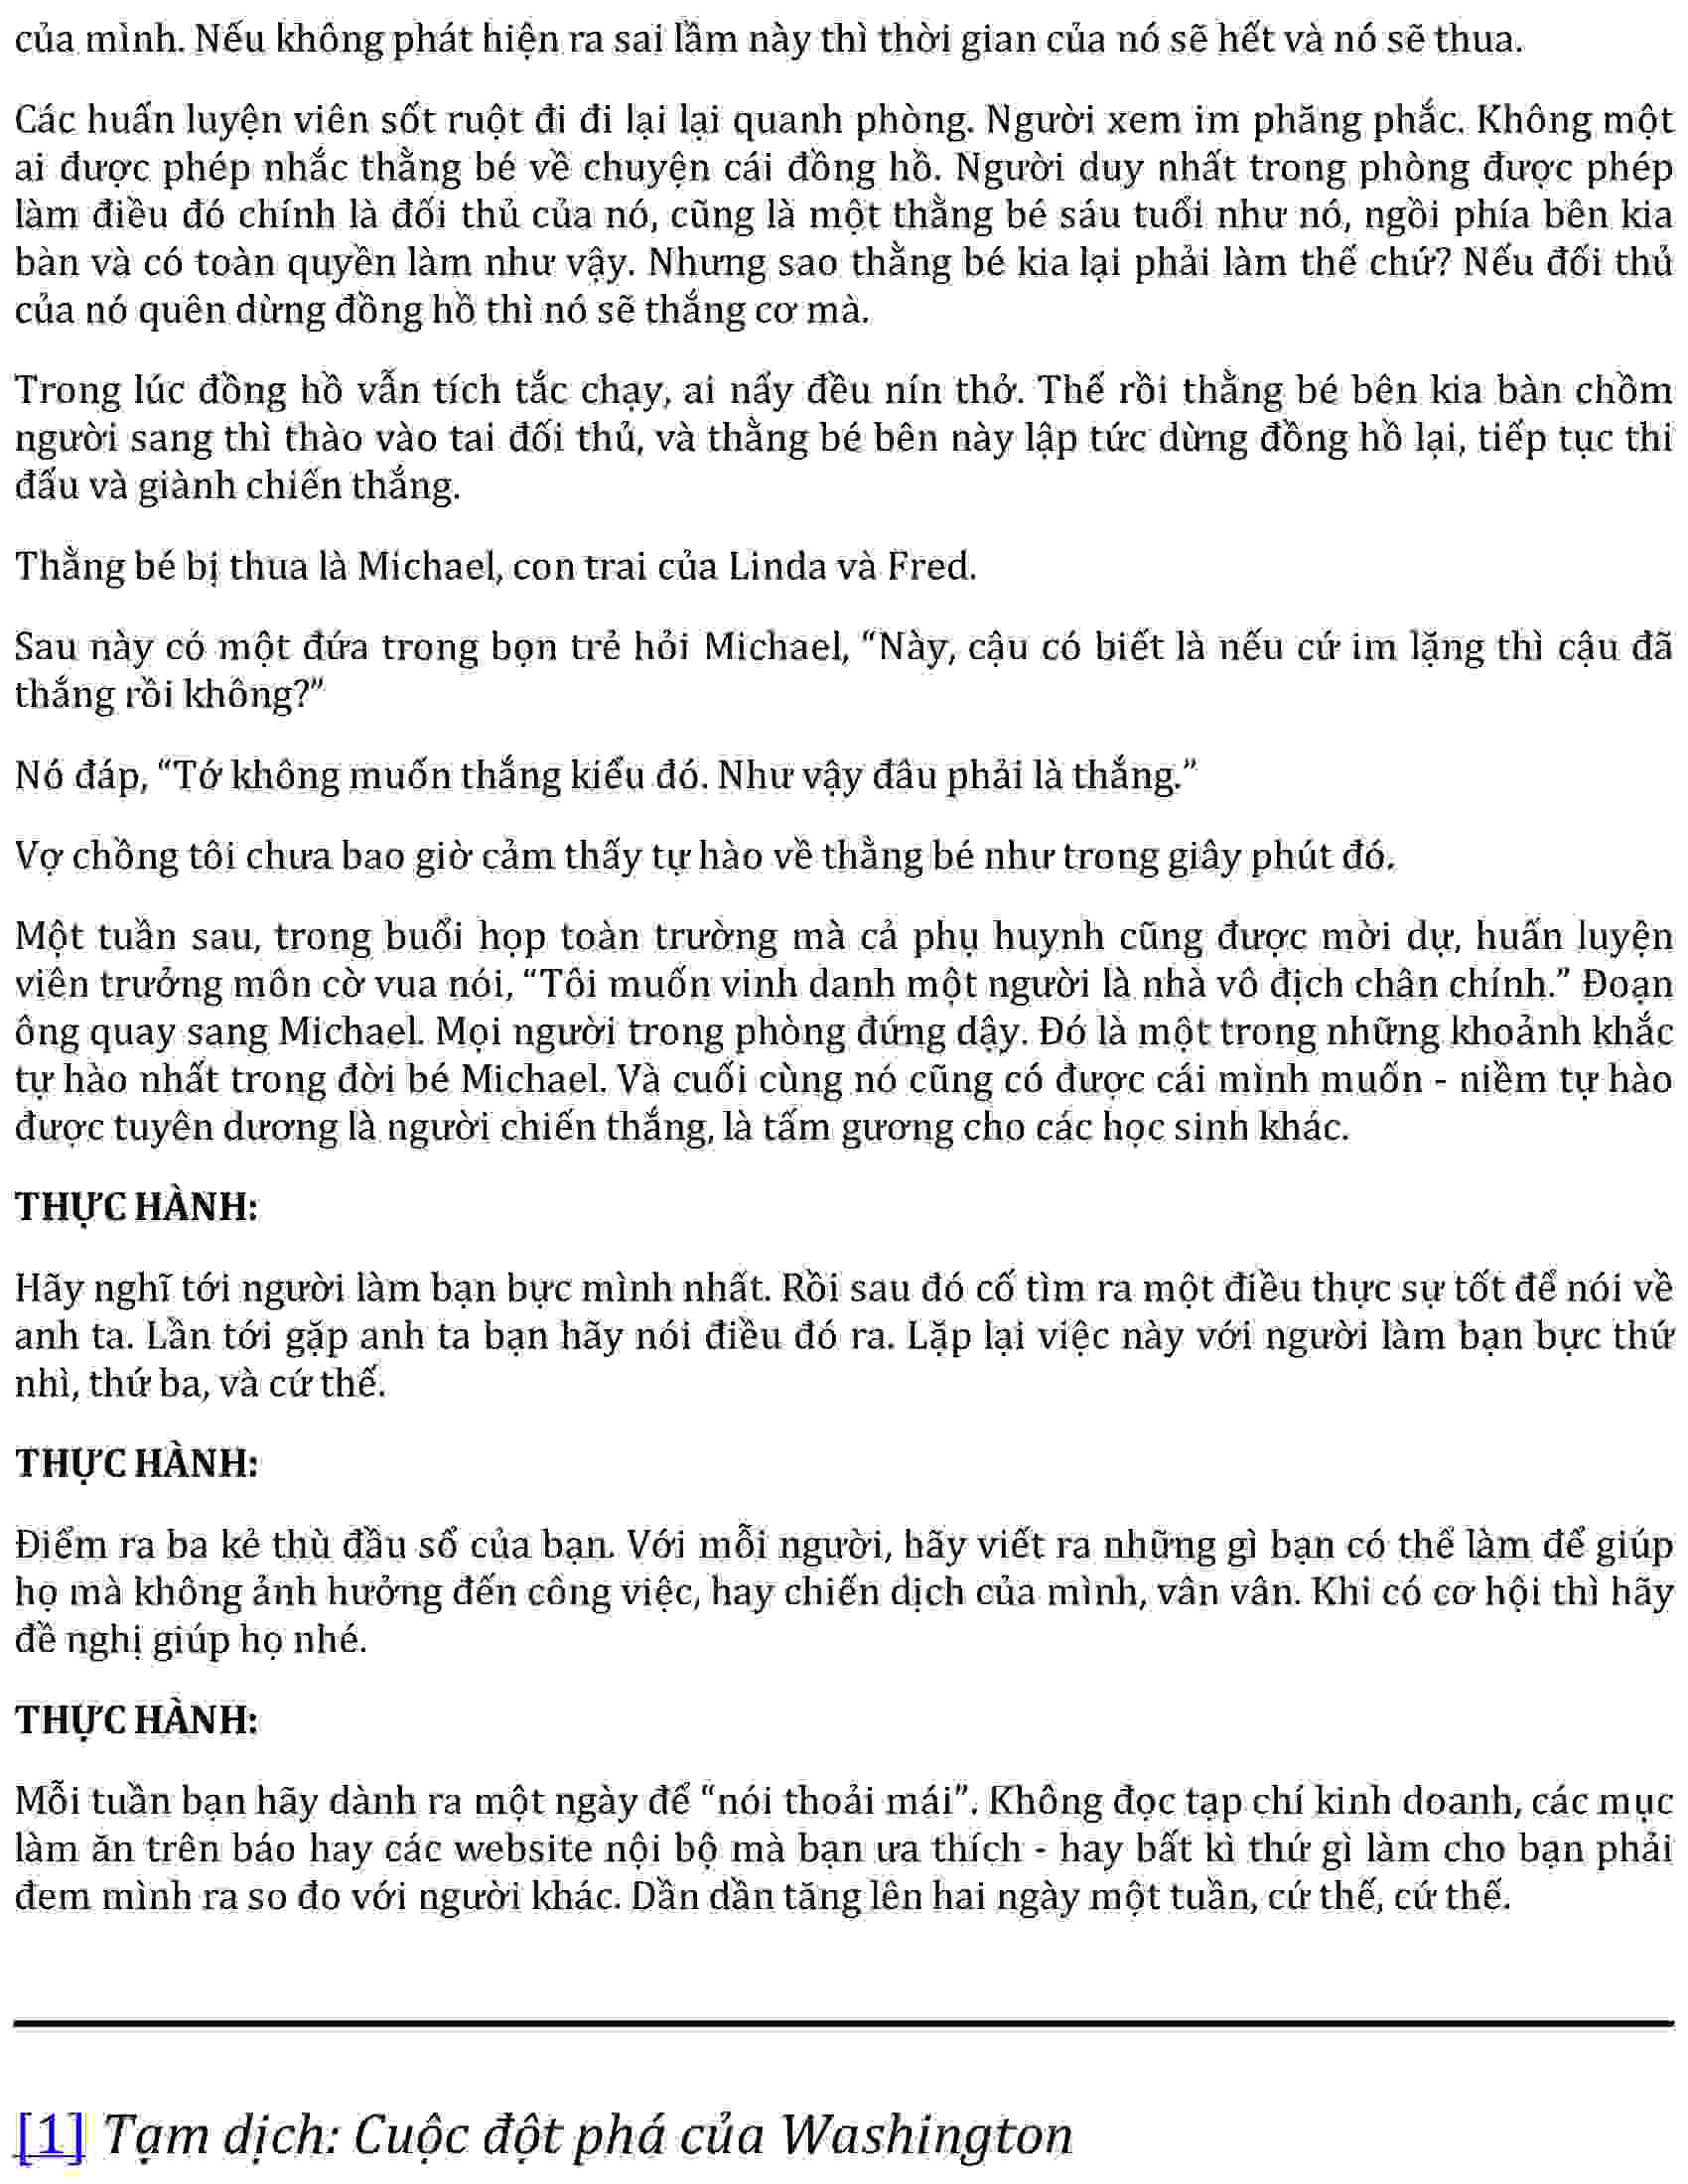 của mình. Nếu không phát hiện ra sai lầm này thì thời gian của nó sẽ hết và nó sẽ thua.
Các huấn luyện viên sốt ruột đi đi lại lại quanh phòng. Người xem im phăng phắc. Không một
ai được phép nhắc thằng bé về chuyện cái đồng hồ. Người duy nhất trong phòng được phép
làm điều đó chính là đối thủ của nó, cũng là một thằng bé sáu tuổi như nó, ngồi phía bên kia
bàn và có toàn quyền làm như vậy. Nhưng sao thằng bé kia lại phải làm thế chứ? Nếu đối thủ
của nó quên dừng đồng hồ thì nó sẽ thắng cơ mà.
Trong lúc đồng hồ vẫn tích tắc chạy, ai nấy đều nín thở. Thế rồi thằng bé bên kia bàn chồm
người sang thì thào vào tai đối thủ, và thằng bé bên này lập tức dừng đồng hồ lại, tiếp tục thi
đấu và giành chiến thắng.
Thằng bé bị thua là Michael, con trai của Linda và Fred.
Sau này có một đứa trong bọn trẻ hỏi Michael, “Này, cậu có biết là nếu cứ im lặng thì cậu đã
thắng rồi không?”
Nó đáp, “Tớ không muốn thắng kiểu đó. Như vậy đâu phải là thắng.”
Vợ chồng tôi chưa bao giờ cảm thấy tự hào về thằng bé như trong giây phút đó.
Một tuần sau, trong buổi họp toàn trường mà cả phụ huynh cũng được mời dự, huấn luyện
viên trưởng môn cờ vua nói, “Tôi muốn vinh danh một người là nhà vô địch chân chính.” Đoạn
ông quay sang Michael. Mọi người trong phòng đứng dậy. Đó là một trong những khoảnh khắc
tự hào nhất trong đời bé Michael. Và cuối cùng nó cũng có được cái mình muốn - niềm tự hào
được tuyên dương là người chiến thắng, là tấm gương cho các học sinh khác.
THỰC HÀNH:
Hãy nghĩ tới người làm bạn bực mình nhất. Rồi sau đó cố tìm ra một điều thực sự tốt để nói về
anh ta. Lần tới gặp anh ta bạn hãy nói điều đó ra. Lặp lại việc này với người làm bạn bực thứ
nhì, thứ ba, và cứ thế.
THỰC HÀNH:
Điểm ra ba kẻ thù đầu sổ của bạn. Với mỗi người, hãy viết ra những gì bạn có thể làm để giúp
họ mà không ảnh hưởng đến công việc, hay chiến dịch của mình, vân vân. Khi có cơ hội thì hãy
đề nghị giúp họ nhé.
THỰC HÀNH:
Mỗi tuần bạn hãy dành ra một ngày để “nói thoải mái”. Không đọc tạp chí kinh doanh, các mục
làm ăn trên báo hay các website nội bộ mà bạn ưa thích - hay bất kì thứ gì làm cho bạn phải
đem mình ra so đo với người khác. Dần dần tăng lên hai ngày một tuần, cứ thế, cứ thế.
[1] Tạm dịch: Cuộc đột phá của Washington